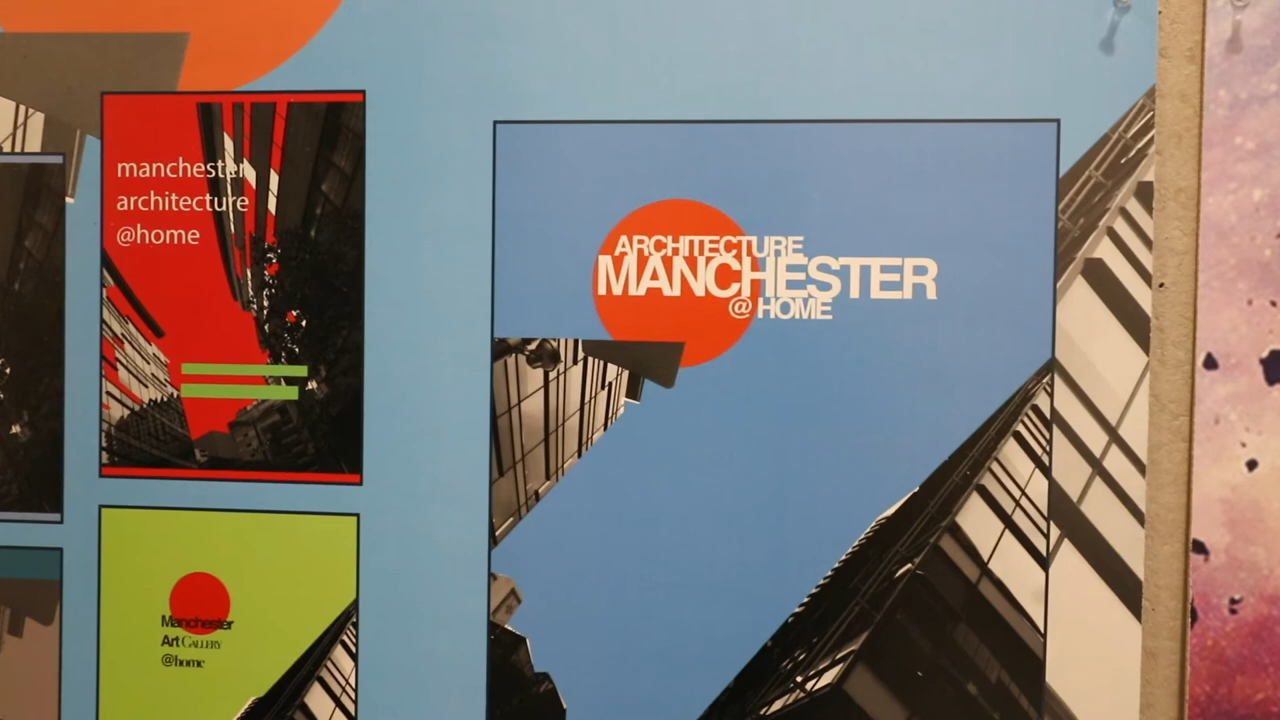 manchester
architecture
@home
ARCHITECTURE
MANCHESTER
@ HOME
Manchester
Art GALLERY
@home